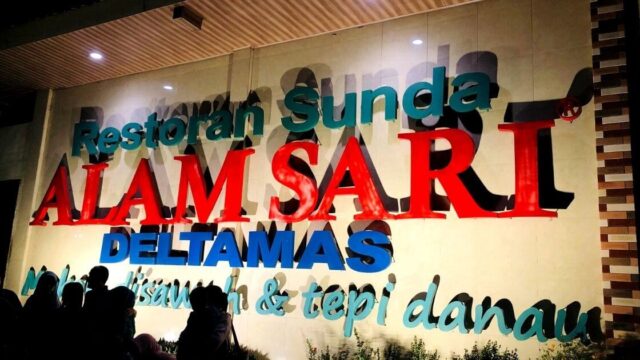 Restoran Sunda
ALAM SARI ®
DELTAMAS
disawah & tepi danau